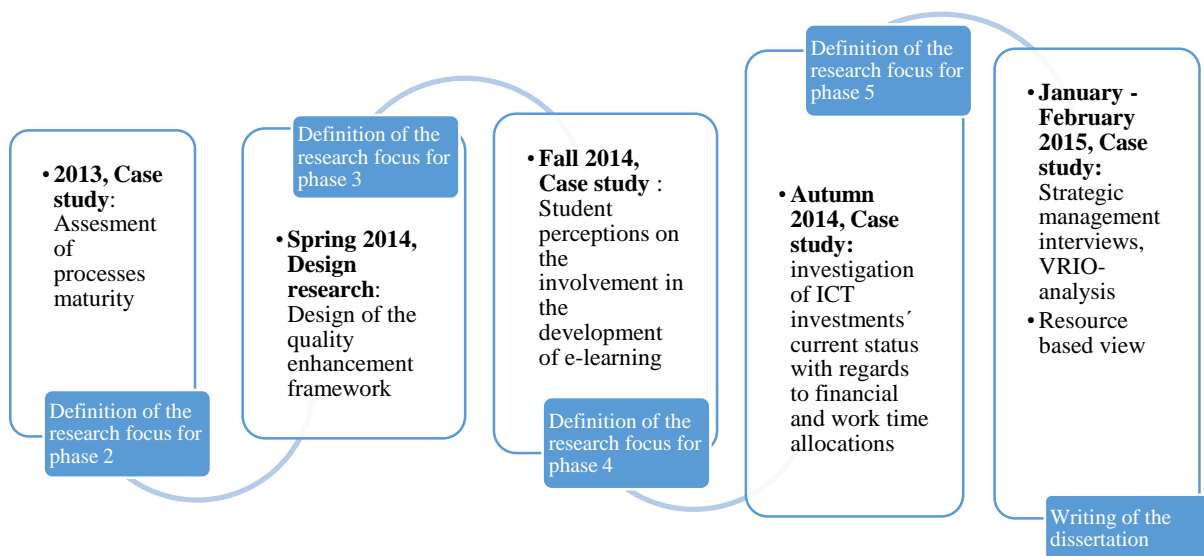 • 2013, Case
study:
Assesment
of
processes
maturity
Definition of the
research focus for
phase 2
Definition of the
research focus for
phase 3
• Spring 2014,
Design
research:
Design of the
quality
enhancement
framework
• Fall 2014,
Case study :
Student
perceptions on
the
involvement in
the
development
of e-learning
Definition of the
research focus for
phase 4
Definition of the
research focus for
phase 5
• Autumn
2014, Case
study:
investigation
of ICT
investments´
current status
with regards
to financial
and work time
allocations
• January -
February
2015, Case
study:
Strategic
management
interviews,
VRIO-
analysis
• Resource
based view
Writing of the
dissertation